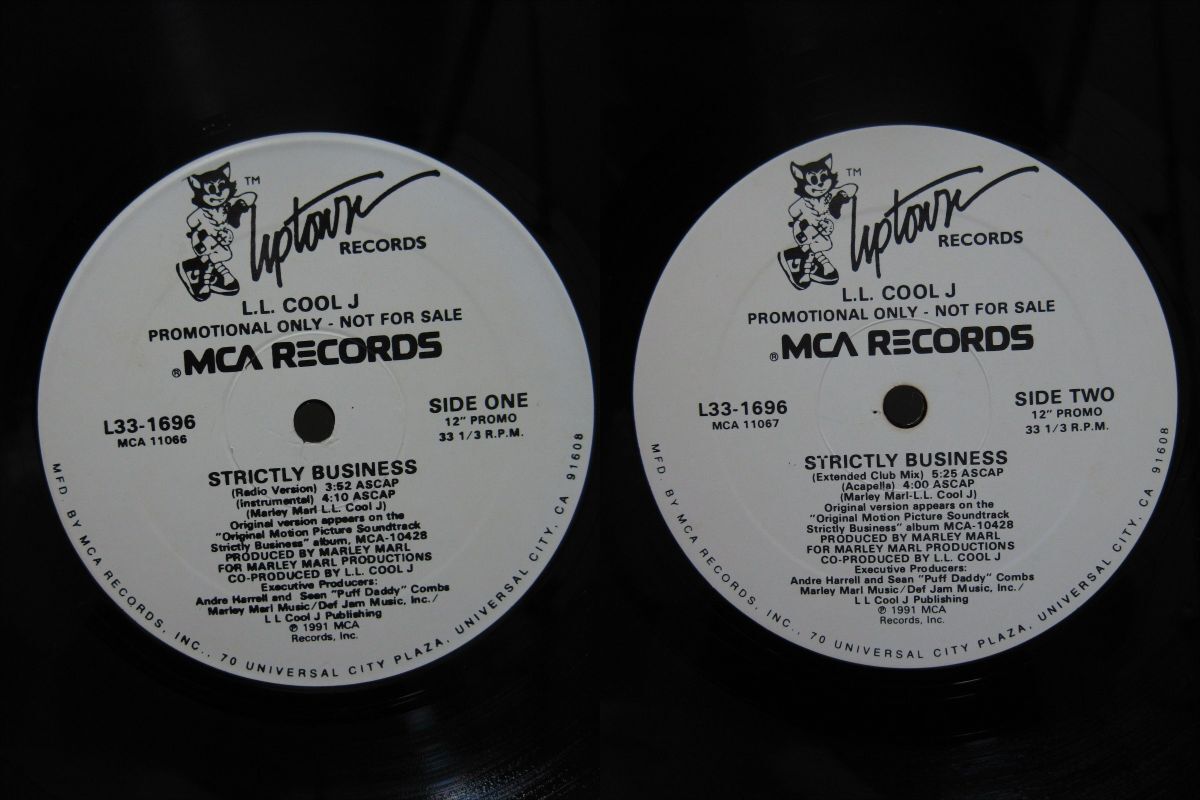 TM
Uptown
RECORDS
L.L. COOL J
PROMOTIONAL ONLY - NOT FOR SALE
® MCA RECORDS
L33-1696
MCA 11066
SIDE ONE
12" PROMO
33 1/3 R.P.M.
STRICTLY BUSINESS
(Radio Version) 3:52 ASCAP
(instrumental) 4:10 ASCAP
(Marley Marl-L.L. Cool J)
Original version appears on the
"Original Motion Picture Soundtrack
Strictly Business" album, MCA-10428
PRODUCED BY MARLEY MARL
FOR MARLEY MARL PRODUCTIONS
CO-PRODUCED BY L.L. COOL J
Executive Producers:
Andre Harrell and Sean "Puff Daddy" Combs
Marley Marl Music/Def Jam Music, Inc./
L L Cool J Publishing
℗ 1991 MCA
Records, Inc.
MFD. BY MCA RECORDS, INC., 70 UNIVERSAL CITY PLAZA, UNIVERSAL CITY, CA 91608
TM
Uptown
RECORDS
L.L. COOL J
PROMOTIONAL ONLY - NOT FOR SALE
® MCA RECORDS
L33-1696
MCA 11067
SIDE TWO
12" PROMO
33 1/3 R.P.M.
STRICTLY BUSINESS
(Extended Club Mix) 5:25 ASCAP
(Acapella) 4:00 ASCAP
(Marley Marl-L.L. Cool J)
Original version appears on the
"Original Motion Picture Soundtrack
Strictly Business" album MCA-10428
PRODUCED BY MARLEY MARL
FOR MARLEY MARL PRODUCTIONS
CO-PRODUCED BY L.L. COOL J
Executive Producers:
Andre Harrell and Sean "Puff Daddy" Combs
Marley Marl Music/Def Jam Music, Inc./
L L Cool J Publishing
℗ 1991 MCA
Records, Inc.
MFD. BY MCA RECORDS, INC., 70 UNIVERSAL CITY PLAZA, UNIVERSAL CITY, CA 91608